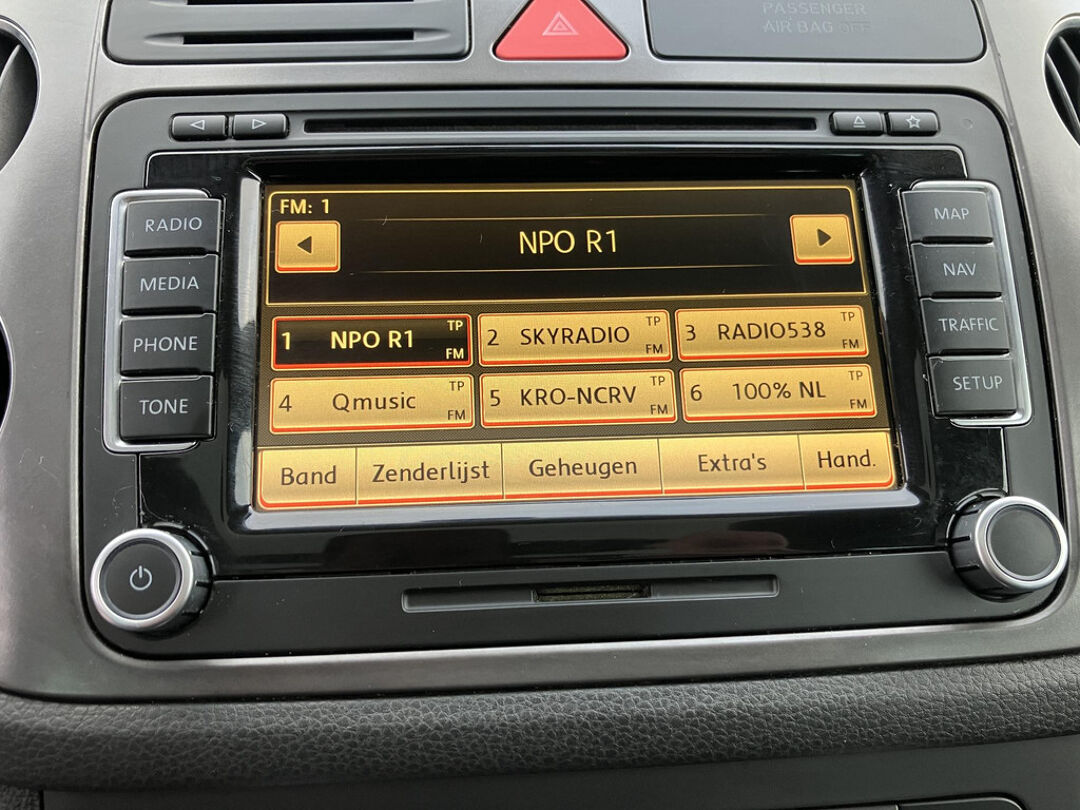 PASSENGER
AIR BAG OFF
RADIO
MEDIA
PHONE
TONE
FM: 1
NPO R1
1 NPO R1 TP FM
2 SKYRADIO TP FM
3 RADIO538 TP FM
4 Qmusic TP FM
5 KRO-NCRV TP FM
6 100% NL TP FM
Band Zenderlijst Geheugen Extra's Hand.
MAP
NAV
TRAFFIC
SETUP